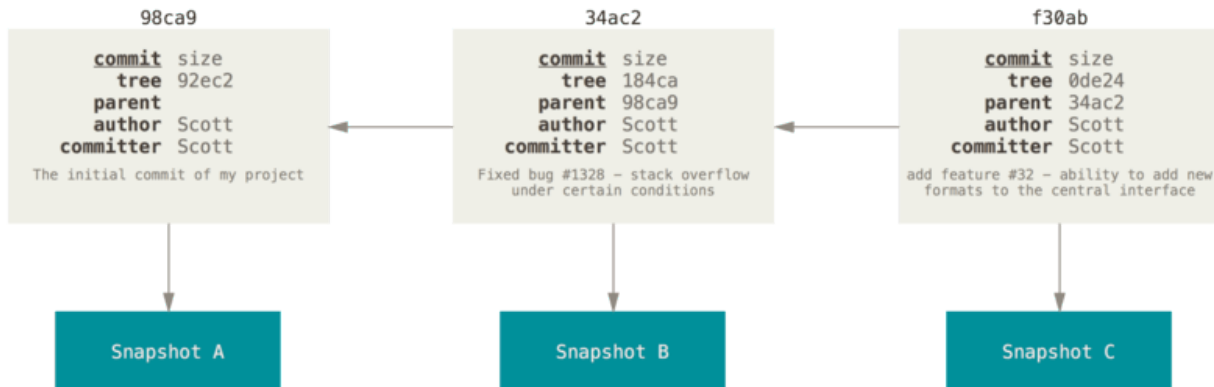 98ca9
commit size
tree 92ec2
parent
author Scott
committer Scott
The initial commit of my project
Snapshot A
34ac2
commit size
tree 184ca
parent 98ca9
author Scott
committer Scott
Fixed bug #1328 – stack overflow
under certain conditions
Snapshot B
f30ab
commit size
tree 0de24
parent 34ac2
author Scott
committer Scott
add feature #32 – ability to add new
formats to the central interface
Snapshot C